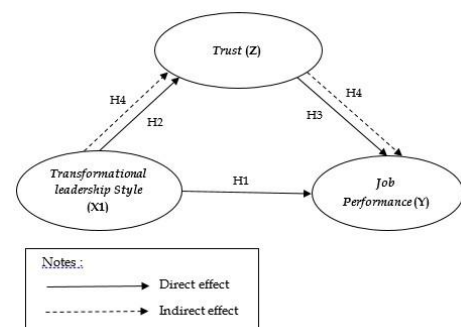 Trust (Z)
H4
H2
H3
H4
Transformational
leadership Style
(X1)
H1
Job
Performance (Y)
Notes :
Direct effect
Indirect effect